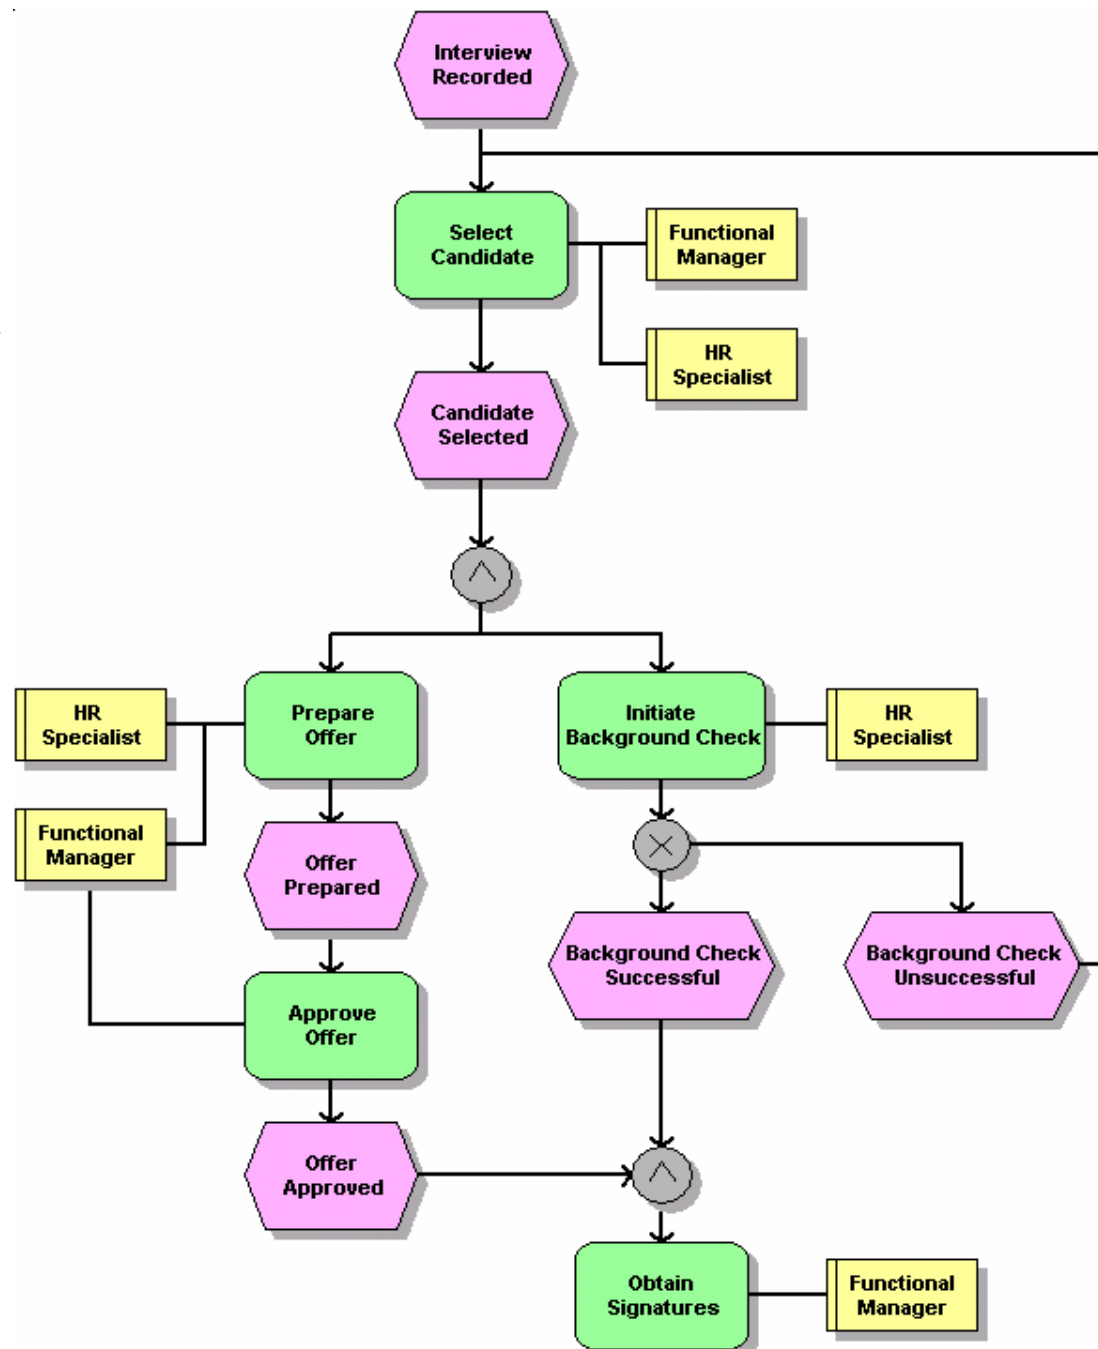 Interview
Recorded
Select
Candidate
Functional
Manager
HR
Specialist
Candidate
Selected
HR
Specialist
Prepare
Offer
Initiate
Background Check
HR
Specialist
Functional
Manager
Offer
Prepared
Background Check
Successful
Background Check
Unsuccessful
Approve
Offer
Offer
Approved
Obtain
Signatures
Functional
Manager